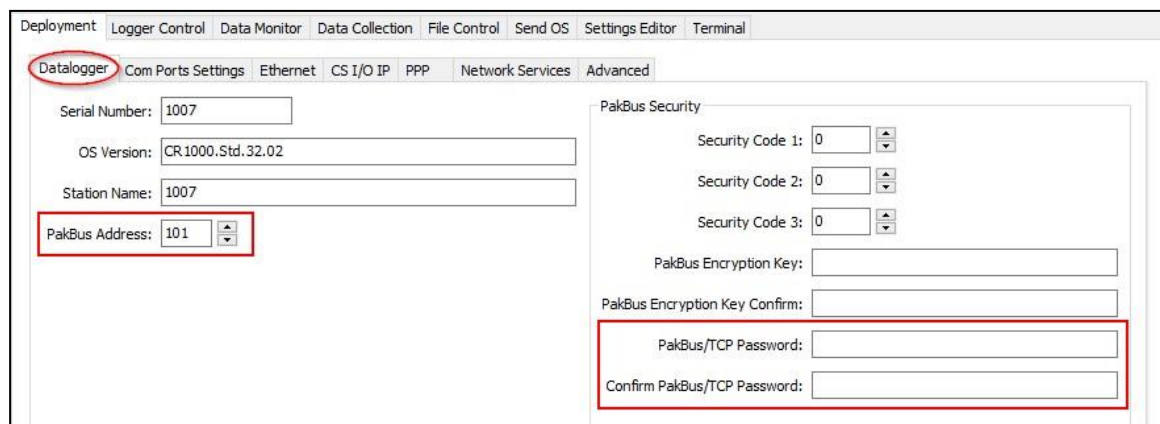 Deployment Logger Control Data Monitor Data Collection File Control Send OS Settings Editor Terminal
Datalogger Com Ports Settings Ethernet CS I/O IP PPP Network Services Advanced
Serial Number: 1007
OS Version: CR1000.Std.32.02
Station Name: 1007
PakBus Address: 101
PakBus Security
Security Code 1: 0
Security Code 2: 0
Security Code 3: 0
PakBus Encryption Key:
PakBus Encryption Key Confirm:
PakBus/TCP Password:
Confirm PakBus/TCP Password: